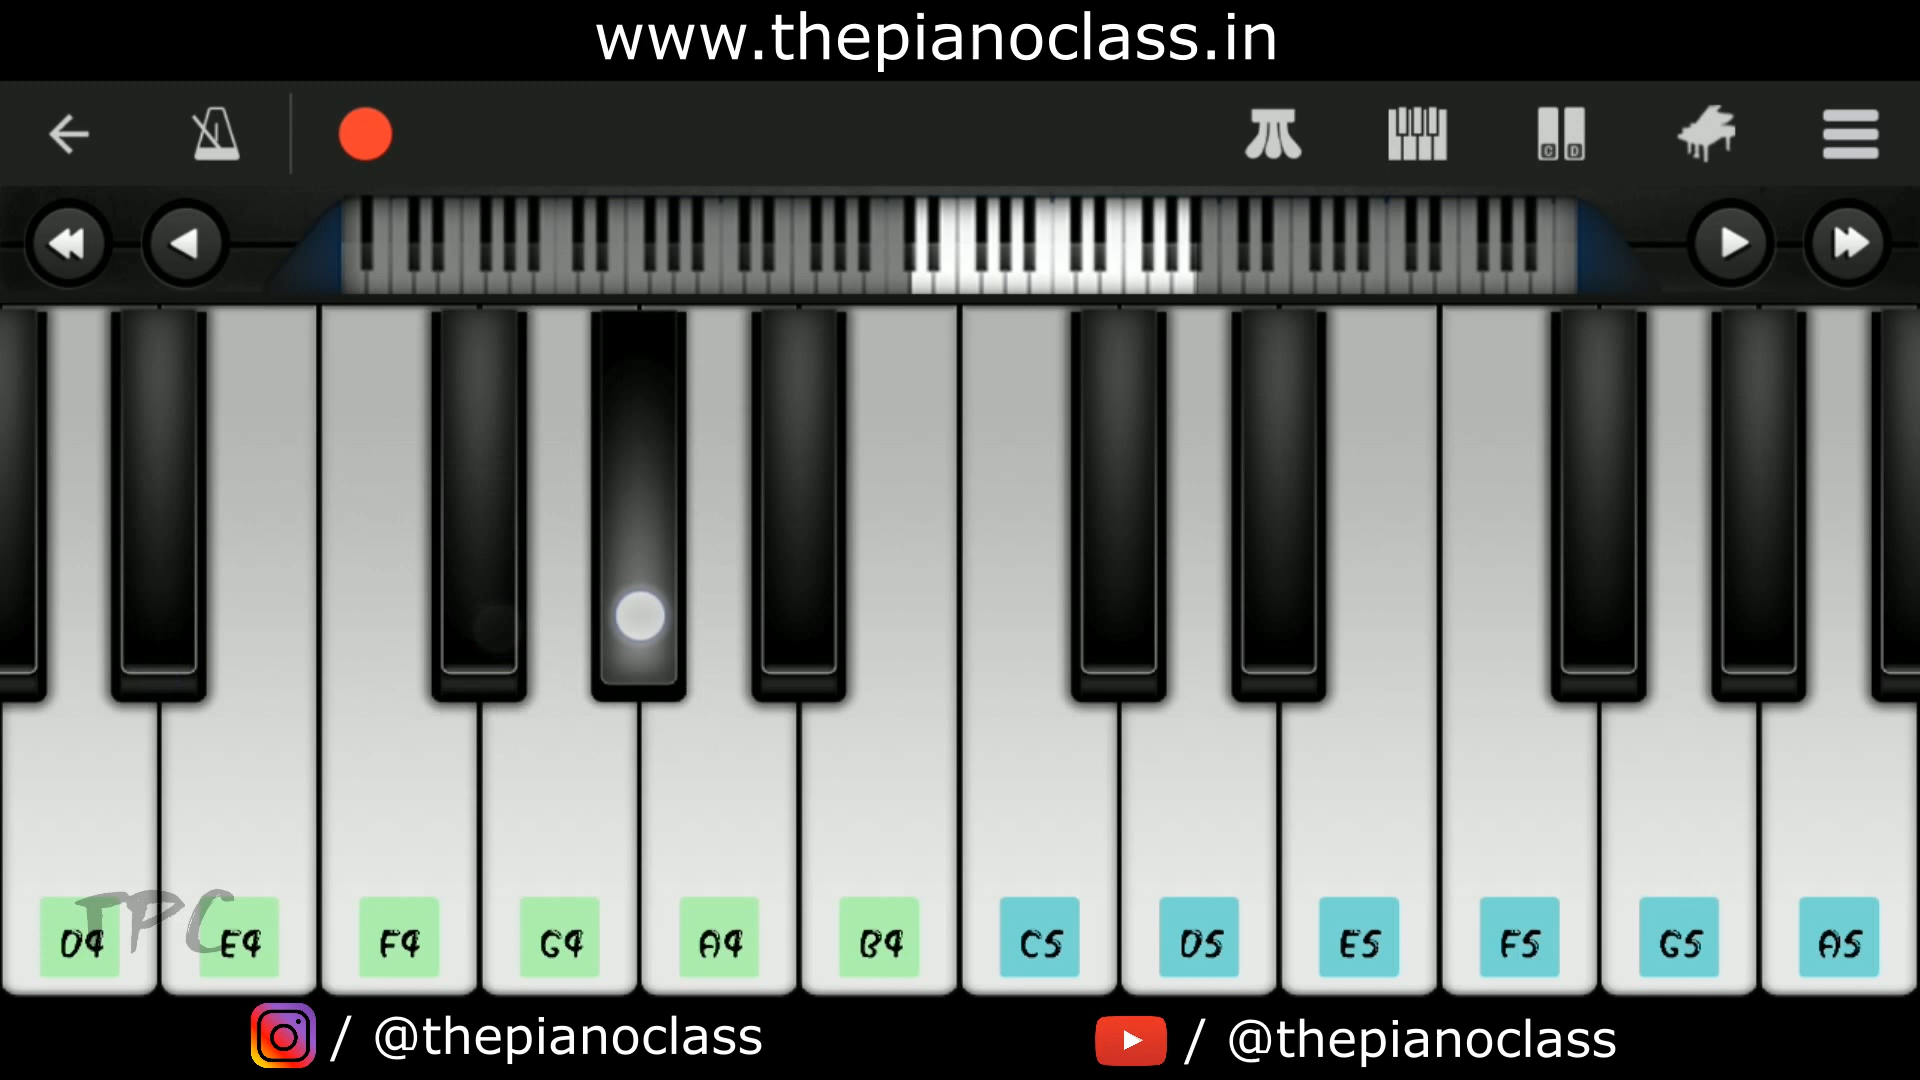 www.thepianoclass.in
C D
TPC
D4 E4 F4 G4 A4 B4 C5 D5 E5 F5 G5 A5
/ @thepianoclass / @thepianoclass